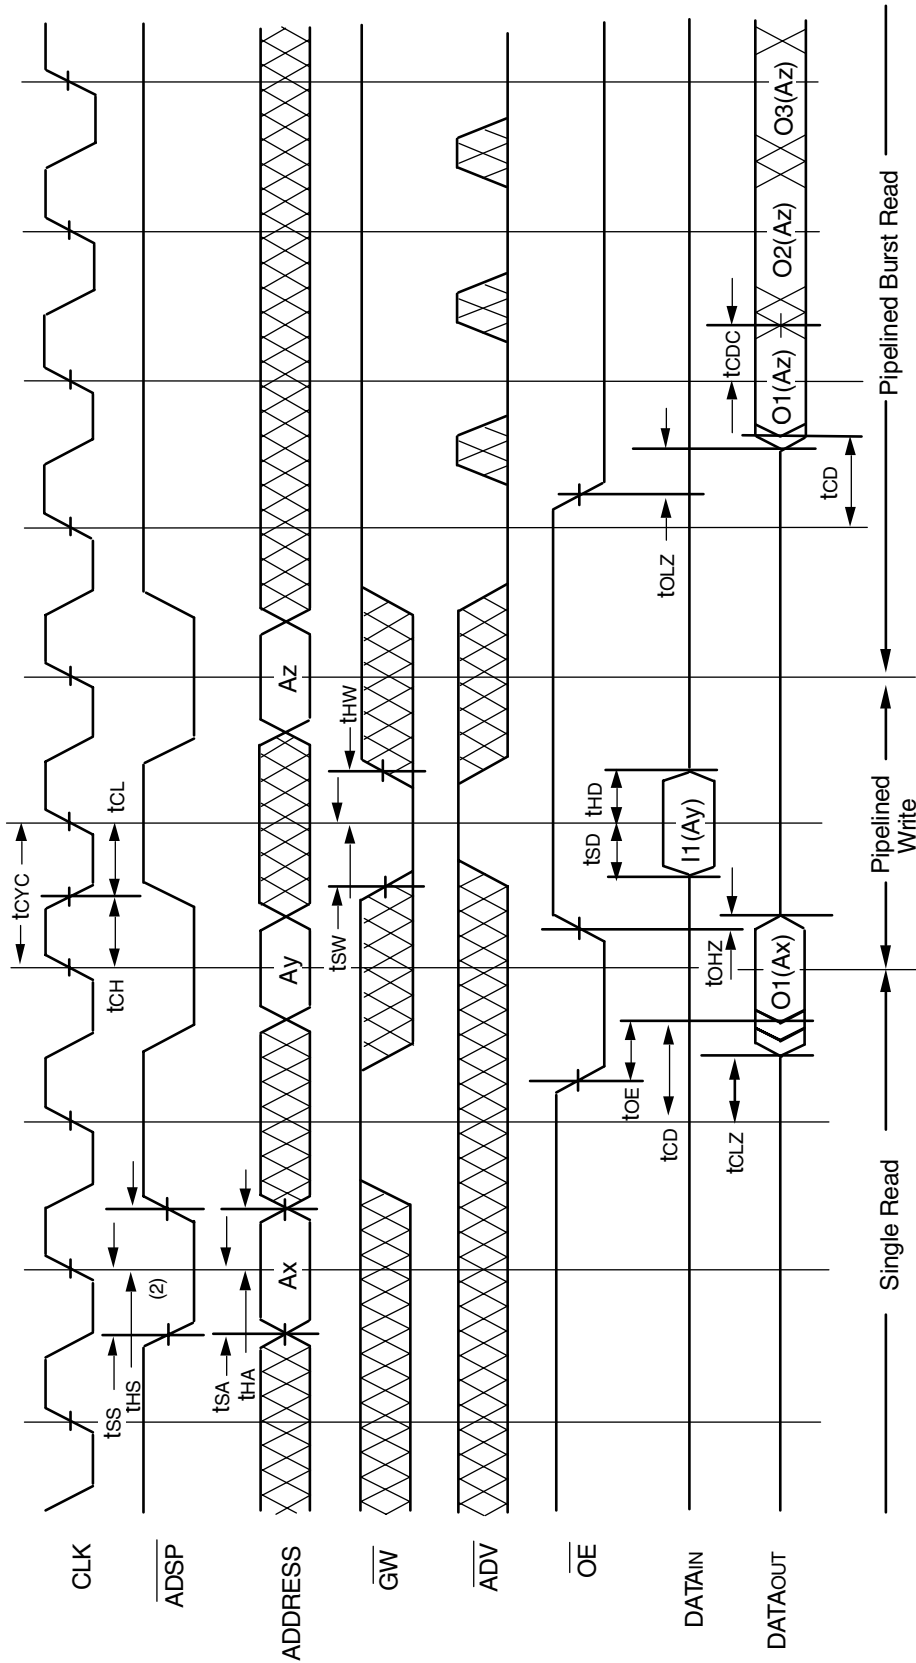 tCYC
CLK
tCH
tCL
tSS
tHS
(2)
ADSP
tSA
tHA
ADDRESS
Ax
Ay
Az
tSW
tHW
GW
ADV
OE
tOE
tSD
tHD
tOLZ
DATAIN
I1(Ay)
tCD
tOHZ
tCDC
tCLZ
DATAOUT
O1(Ax)
O1(Az)
O2(Az)
O3(Az)
tCD
Single Read
Pipelined
Write
Pipelined Burst Read